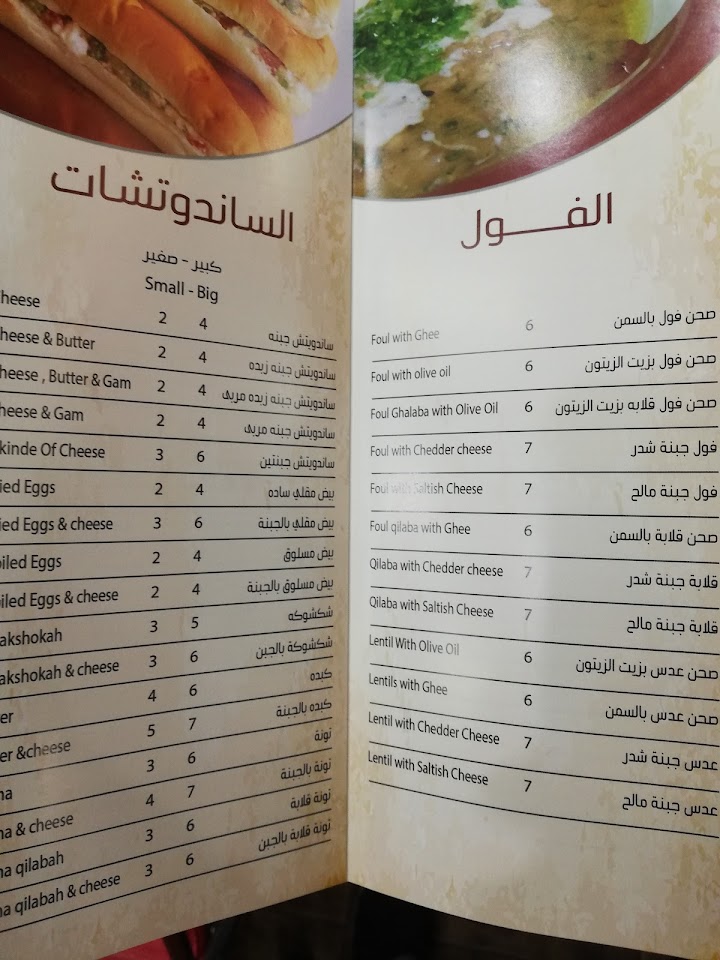 الساندوتشات
كبير - صغير
Small - Big
heese 2 4 ساندويتش جبنه
heese & Butter 2 4 ساندويتش جبنه زبده
heese , Butter & Gam 2 4 ساندويتش جبنه زبده مربى
heese & Gam 2 4 ساندويتش جبنه مربى
kinde Of Cheese 3 6 ساندويتش جبنتين
ied Eggs 2 4 بيض مقلي ساده
ied Eggs & cheese 3 6 بيض مقلي بالجبنة
iled Eggs 2 4 بيض مسلوق
iled Eggs & cheese 2 4 بيض مسلوق بالجبنة
akshokah 3 5 شكشوكه
akshokah & cheese 3 6 شكشوكة بالجبن
er 4 6 كبده
er &cheese 5 7 كبده بالجبنة
na 3 6 تونة
na & cheese 4 7 تونة بالجبنة
na qilabah 3 6 تونة قلابة
na qilabah & cheese 3 6 تونة قلابة بالجبن
الفـــول
Foul with Ghee 6 صحن فول بالسمن
Foul with olive oil 6 صحن فول بزيت الزيتون
Foul Ghalaba with Olive Oil 6 صحن فول قلابه بزيت الزيتون
Foul with Chedder cheese 7 فول جبنة شدر
Foul with Saltish Cheese 7 فول جبنة مالح
Foul qilaba with Ghee 6 صحن قلابة بالسمن
Qilaba with Chedder cheese 7 قلابة جبنة شدر
Qilaba with Saltish Cheese 7 قلابة جبنة مالح
Lentil With Olive Oil 6 صحن عدس بزيت الزيتون
Lentils with Ghee 6 صحن عدس بالسمن
Lentil with Chedder Cheese 7 عدس جبنة شدر
Lentil with Saltish Cheese 7 عدس جبنة مالح